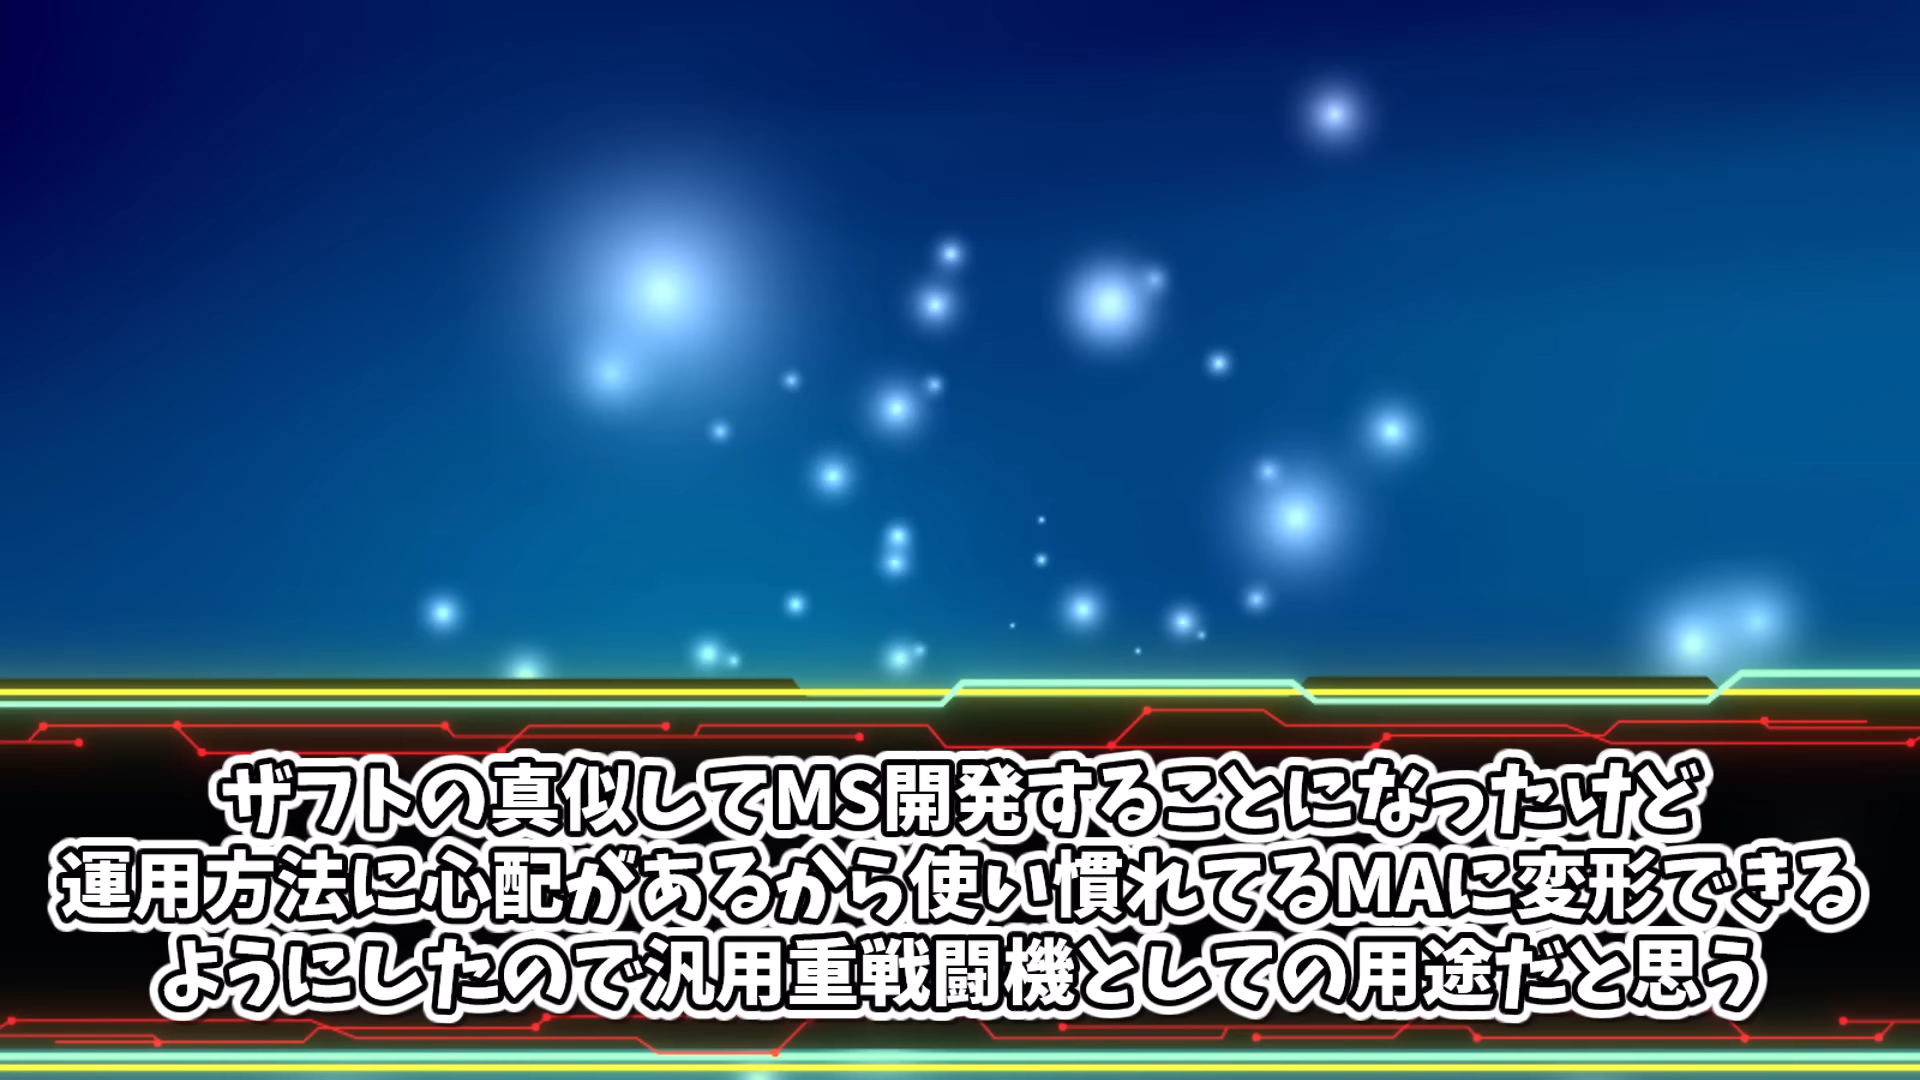 ザフトの真似してMS開発することになったけど
運用方法に心配があるから使い慣れてるMAに変形できる
ようにしたので汎用重戦闘機としての用途だと思う